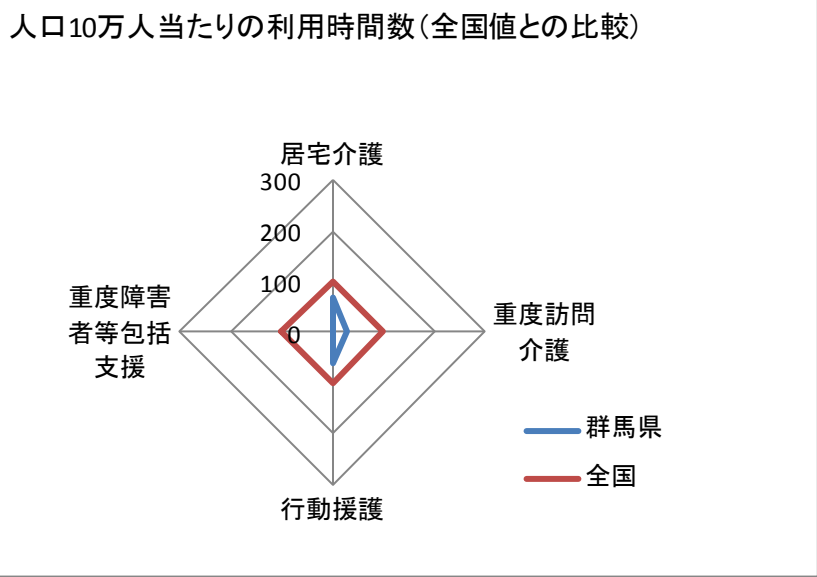 人口10万人当たりの利用時間数（全国値との比較）
居宅介護
300
200
100
0
重度障害
者等包括
支援
重度訪問
介護
行動援護
群馬県
全国